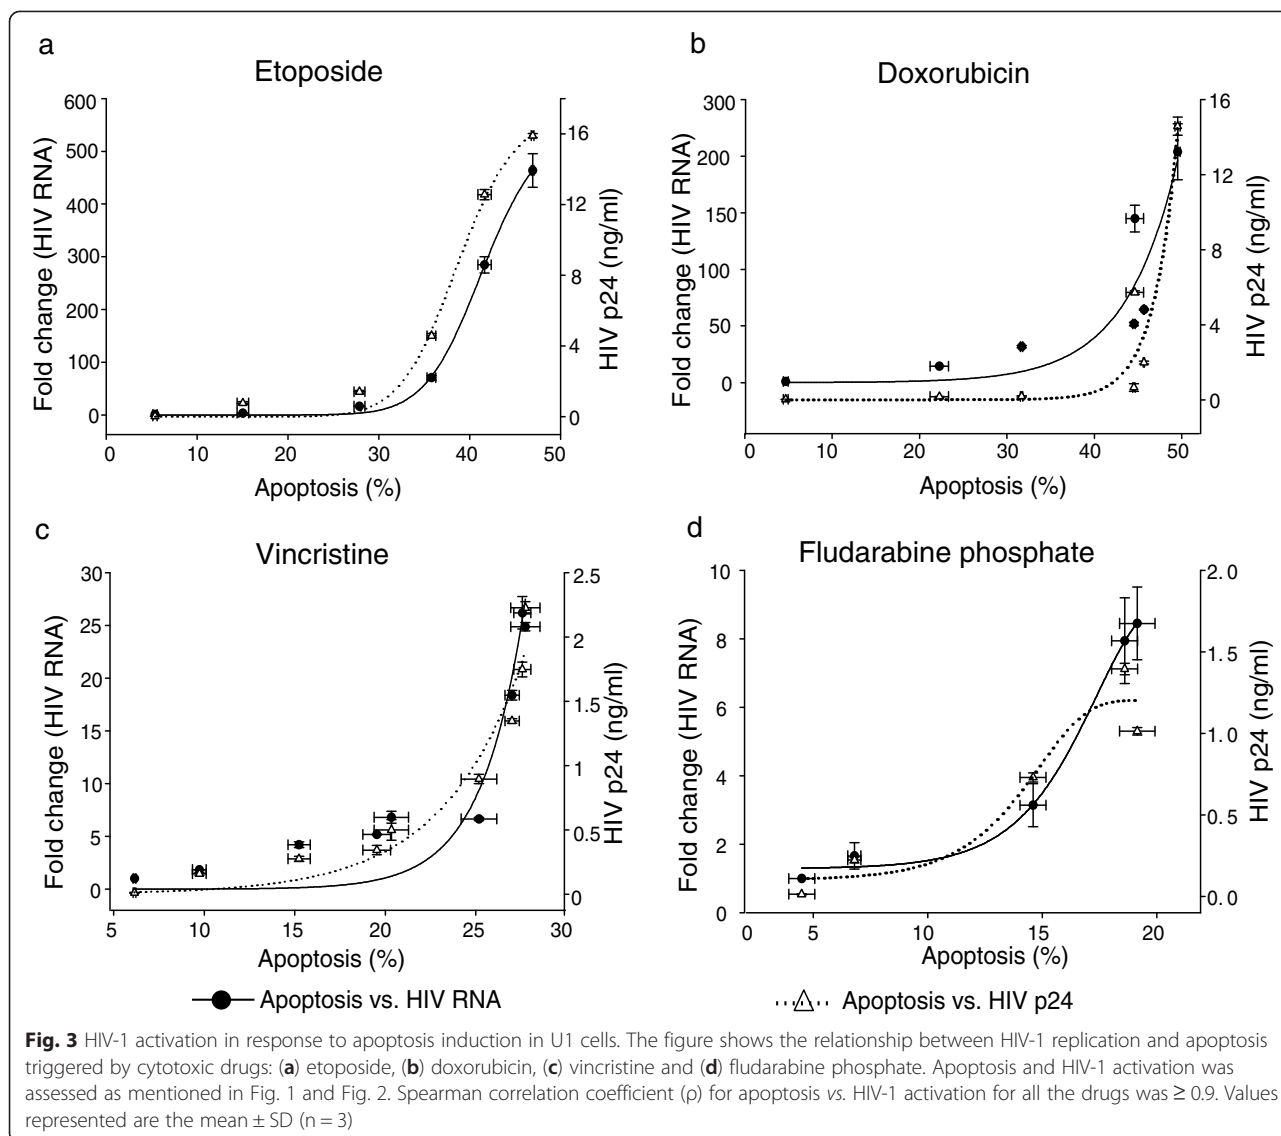 a
Etoposide
Fold change (HIV RNA)
600
500
400
300
200
100
0
16
12
8
4
0
HIV p24 (ng/ml)
0 10 20 30 40 50
Apoptosis (%)
b
Doxorubicin
Fold change (HIV RNA)
300
200
150
100
50
0
16
12
8
4
0
HIV p24 (ng/ml)
0 10 20 30 40 50
Apoptosis (%)
c
Vincristine
Fold change (HIV RNA)
30
25
20
15
10
5
0
2.5
2
1.5
1
0.5
0
HIV p24 (ng/ml)
5 10 15 20 25 30
Apoptosis (%)
d
Fludarabine phosphate
Fold change (HIV RNA)
10
8
6
4
2
0
2.0
1.5
1.0
0.5
0.0
HIV p24 (ng/ml)
0 5 10 15 20
Apoptosis (%)
Apoptosis vs. HIV RNA
Apoptosis vs. HIV p24
Fig. 3 HIV-1 activation in response to apoptosis induction in U1 cells. The figure shows the relationship between HIV-1 replication and apoptosis
triggered by cytotoxic drugs: (a) etoposide, (b) doxorubicin, (c) vincristine and (d) fludarabine phosphate. Apoptosis and HIV-1 activation was
assessed as mentioned in Fig. 1 and Fig. 2. Spearman correlation coefficient (ρ) for apoptosis vs. HIV-1 activation for all the drugs was ≥ 0.9. Values
represented are the mean ± SD (n = 3)